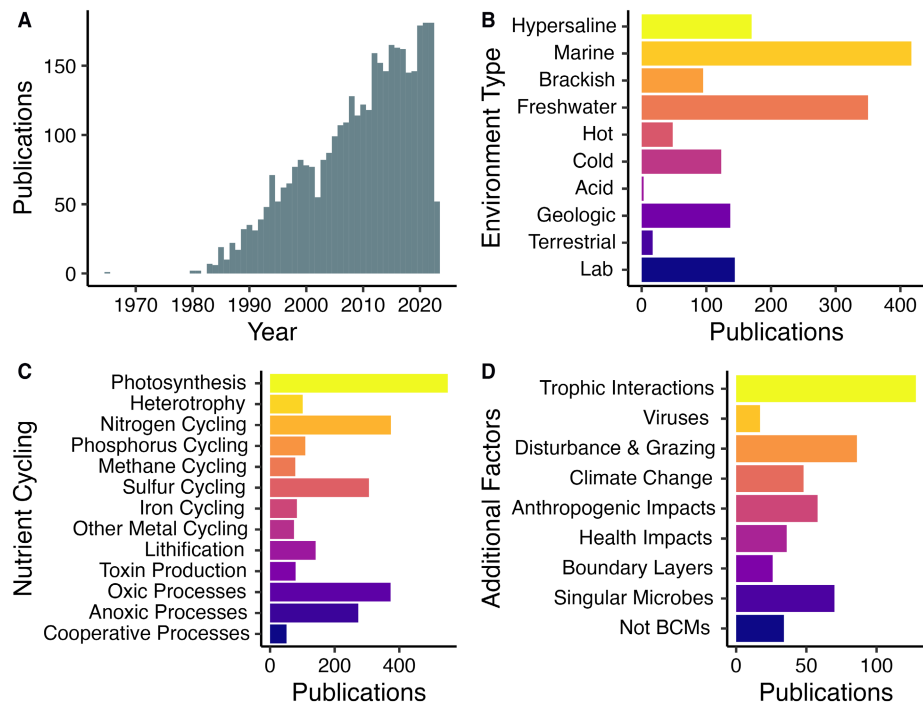 A
Publications
150
100
50
0
1970 1980 1990 2000 2010 2020
Year
B
Environment Type
Hypersaline
Marine
Brackish
Freshwater
Hot
Cold
Acid
Geologic
Terrestrial
Lab
0 100 200 300 400
Publications
C
Nutrient Cycling
Photosynthesis
Heterotrophy
Nitrogen Cycling
Phosphorus Cycling
Methane Cycling
Sulfur Cycling
Iron Cycling
Other Metal Cycling
Lithification
Toxin Production
Oxic Processes
Anoxic Processes
Cooperative Processes
0 200 400
Publications
D
Additional Factors
Trophic Interactions
Viruses
Disturbance & Grazing
Climate Change
Anthropogenic Impacts
Health Impacts
Boundary Layers
Singular Microbes
Not BCMs
0 50 100
Publications